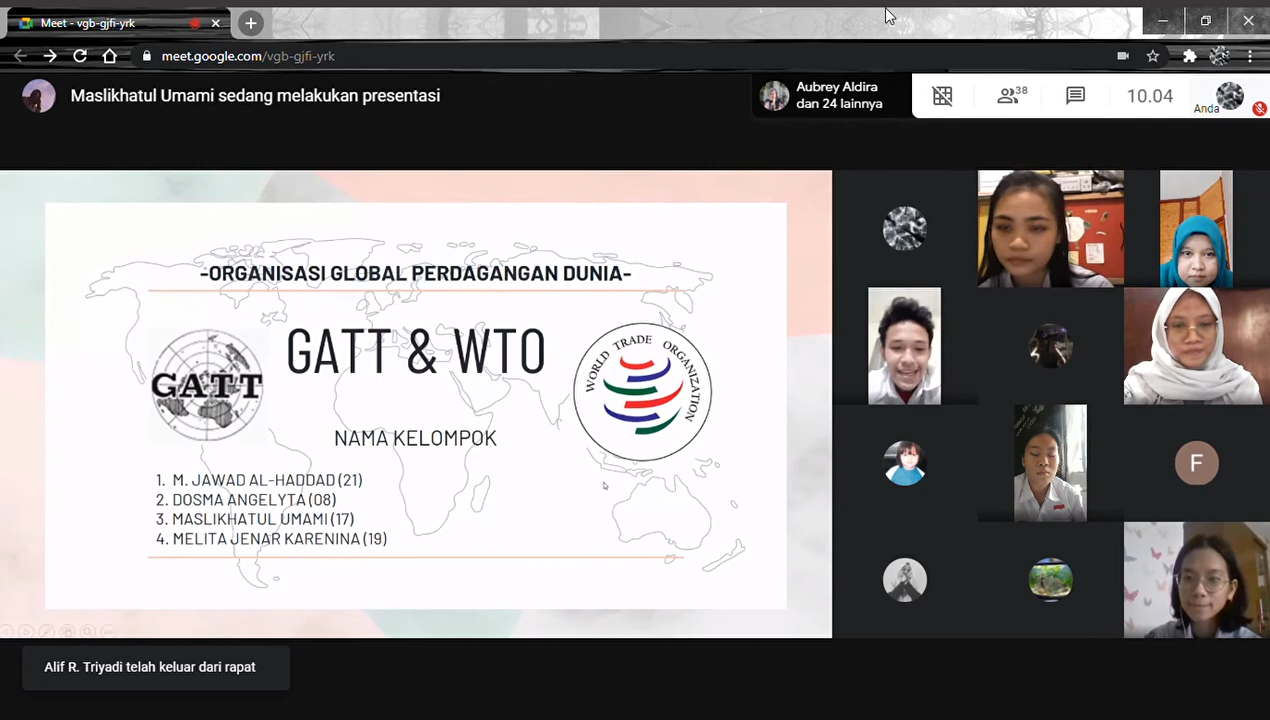 Meet - vgb-gjfi-yrk
meet.google.com/vgb-gjfi-yrk
Maslikhatul Umami sedang melakukan presentasi
Aubrey Aldira
dan 24 lainnya
38
10.04
Anda
-ORGANISASI GLOBAL PERDAGANGAN DUNIA-
GATT
GATT & WTO
WORLD TRADE ORGANIZATION
NAMA KELOMPOK
1. M. JAWAD AL-HADDAD (21)
2. DOSMA ANGELYTA (08)
3. MASLIKHATUL UMAMI (17)
4. MELITA JENAR KARENINA (19)
F
Alif R. Triyadi telah keluar dari rapat